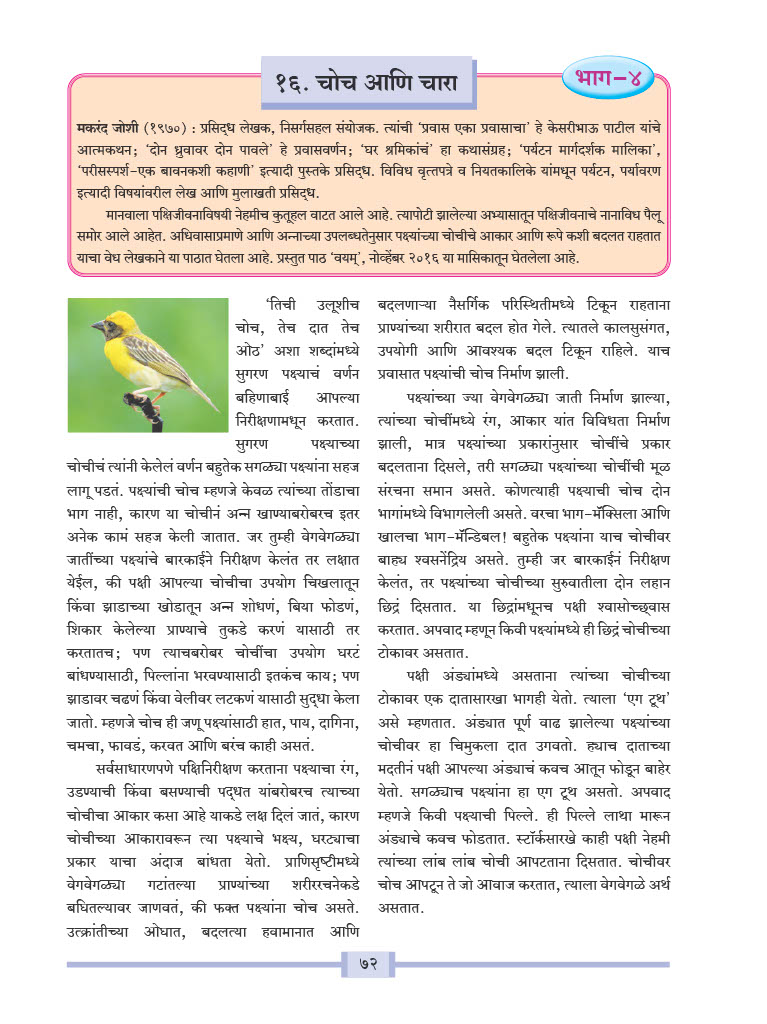 १६. चोच आणि चारा
भाग-४
मकरंद जोशी (१९७०) : प्रसिद्ध लेखक, निसर्गसहल संयोजक. त्यांची ‘प्रवास एका प्रवासाचा’ हे केसरीभाऊ पाटील यांचे
आत्मकथन; ‘दोन ध्रुवावर दोन पावले’ हे प्रवासवर्णन; ‘घर श्रमिकांचं’ हा कथासंग्रह; ‘पर्यटन मार्गदर्शक मालिका’,
‘परीसस्पर्श-एक बावनकशी कहाणी’ इत्यादी पुस्तके प्रसिद्ध. विविध वृत्तपत्रे व नियतकालिके यांमधून पर्यटन, पर्यावरण
इत्यादी विषयांवरील लेख आणि मुलाखती प्रसिद्ध.
मानवाला पक्षिजीवनाविषयी नेहमीच कुतूहल वाटत आले आहे. त्यापोटी झालेल्या अभ्यासातून पक्षिजीवनाचे नानाविध पैलू
समोर आले आहेत. अधिवासाप्रमाणे आणि अन्नाच्या उपलब्धतेनुसार पक्ष्यांच्या चोचीचे आकार आणि रूपे कशी बदलत राहतात
याचा वेध लेखकाने या पाठात घेतला आहे. प्रस्तुत पाठ ‘वयम्’, नोव्हेंबर २०१६ या मासिकातून घेतलेला आहे.
‘तिची उलूशीच
चोच, तेच दात तेच
ओठ’ अशा शब्दांमध्ये
सुगरण पक्ष्याचं वर्णन
बहिणाबाई आपल्या
निरीक्षणामधून करतात.
सुगरण पक्ष्याच्या
चोचीचं त्यांनी केलेलं वर्णन बहुतेक सगळ्या पक्ष्यांना सहज
लागू पडतं. पक्ष्यांची चोच म्हणजे केवळ त्यांच्या तोंडाचा
भाग नाही, कारण या चोचीनं अन्न खाण्याबरोबरच इतर
अनेक कामं सहज केली जातात. जर तुम्ही वेगवेगळ्या
जातींच्या पक्ष्यांचे बारकाईने निरीक्षण केलंत तर लक्षात
येईल, की पक्षी आपल्या चोचीचा उपयोग चिखलातून
किंवा झाडाच्या खोडातून अन्न शोधणं, बिया फोडणं,
शिकार केलेल्या प्राण्याचे तुकडे करणं यासाठी तर
करतातच; पण त्याचबरोबर चोचींचा उपयोग घरटं
बांधण्यासाठी, पिल्लांना भरवण्यासाठी इतकंच काय; पण
झाडावर चढणं किंवा वेलीवर लटकणं यासाठी सुद्धा केला
जातो. म्हणजे चोच ही जणू पक्ष्यांसाठी हात, पाय, दागिना,
चमचा, फावडं, करवत आणि बरंच काही असतं.
सर्वसाधारणपणे पक्षिनिरीक्षण करताना पक्ष्याचा रंग,
उडण्याची किंवा बसण्याची पद्धत यांबरोबरच त्याच्या
चोचीचा आकार कसा आहे याकडे लक्ष दिलं जातं, कारण
चोचीच्या आकारावरून त्या पक्ष्याचे भक्ष्य, घरट्याचा
प्रकार याचा अंदाज बांधता येतो. प्राणिसृष्टीमध्ये
वेगवेगळ्या गटांतल्या प्राण्यांच्या शरीररचनेकडे
बघितल्यावर जाणवतं, की फक्त पक्ष्यांना चोच असते.
उत्क्रांतीच्या ओघात, बदलत्या हवामानात आणि
बदलणाऱ्या नैसर्गिक परिस्थितीमध्ये टिकून राहताना
प्राण्यांच्या शरीरात बदल होत गेले. त्यातले कालसुसंगत,
उपयोगी आणि आवश्यक बदल टिकून राहिले. याच
प्रवासात पक्ष्यांची चोच निर्माण झाली.
पक्ष्यांच्या ज्या वेगवेगळ्या जाती निर्माण झाल्या,
त्यांच्या चोचींमध्ये रंग, आकार यांत विविधता निर्माण
झाली, मात्र पक्ष्यांच्या प्रकारांनुसार चोचींचे प्रकार
बदलताना दिसले, तरी सगळ्या पक्ष्यांच्या चोचींची मूळ
संरचना समान असते. कोणत्याही पक्ष्याची चोच दोन
भागांमध्ये विभागलेली असते. वरचा भाग-मॅक्सिला आणि
खालचा भाग-मॅन्डिबल! बहुतेक पक्ष्यांना याच चोचीवर
बाह्य श्वसनेंद्रिय असते. तुम्ही जर बारकाईनं निरीक्षण
केलंत, तर पक्ष्यांच्या चोचीच्या सुरुवातीला दोन लहान
छिद्रं दिसतात. या छिद्रांमधूनच पक्षी श्वासोच्छ्वास
करतात. अपवाद म्हणून किवी पक्ष्यांमध्ये ही छिद्रं चोचीच्या
टोकावर असतात.
पक्षी अंड्यांमध्ये असताना त्यांच्या चोचीच्या
टोकावर एक दातासारखा भागही येतो. त्याला ‘एग टूथ’
असे म्हणतात. अंड्यात पूर्ण वाढ झालेल्या पक्ष्यांच्या
चोचीवर हा चिमुकला दात उगवतो. ह्याच दाताच्या
मदतीनं पक्षी आपल्या अंड्याचं कवच आतून फोडून बाहेर
येतो. सगळ्याच पक्ष्यांना हा एग टूथ असतो. अपवाद
म्हणजे किवी पक्ष्याची पिल्ले. ही पिल्ले लाथा मारून
अंड्याचे कवच फोडतात. स्टॉर्कसारखे काही पक्षी नेहमी
त्यांच्या लांब लांब चोची आपटताना दिसतात. चोचीवर
चोच आपटून ते जो आवाज करतात, त्याला वेगवेगळे अर्थ
असतात.
७२